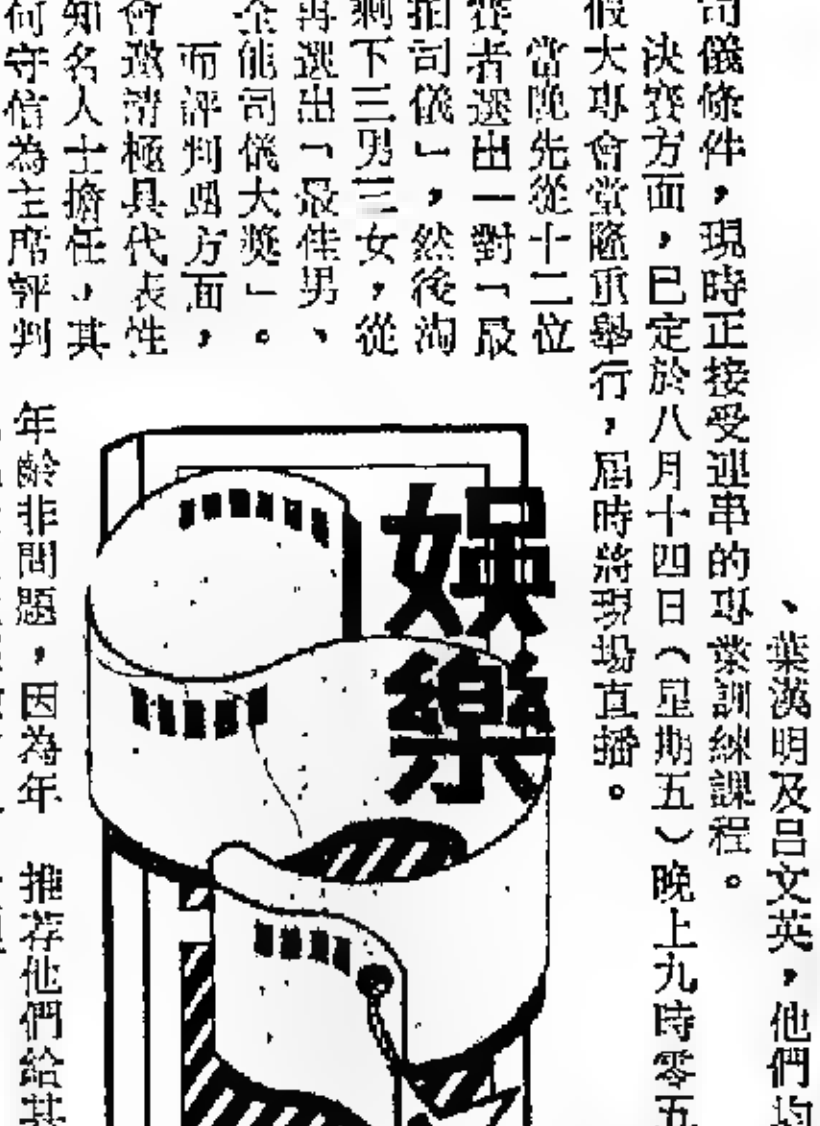 、葉漢明及呂文英，他們均
司儀條件，現時正接受連串的專業訓練課程。
決賽方面，已定於八月十四日（星期五）晚上九時零五
假大專會堂隆重舉行，屆時將現場直播。
當晚先從十二位
賽者選出一對「最
拍司儀」，然後淘
剩下三男三女，從
再選出「最佳男、
全能司儀大獎」。
而評判團方面，
會邀請極具代表性
知名人士擔任，其
何守信為主席評判
娛樂
年齡非問題，因為年
推荐他們給其